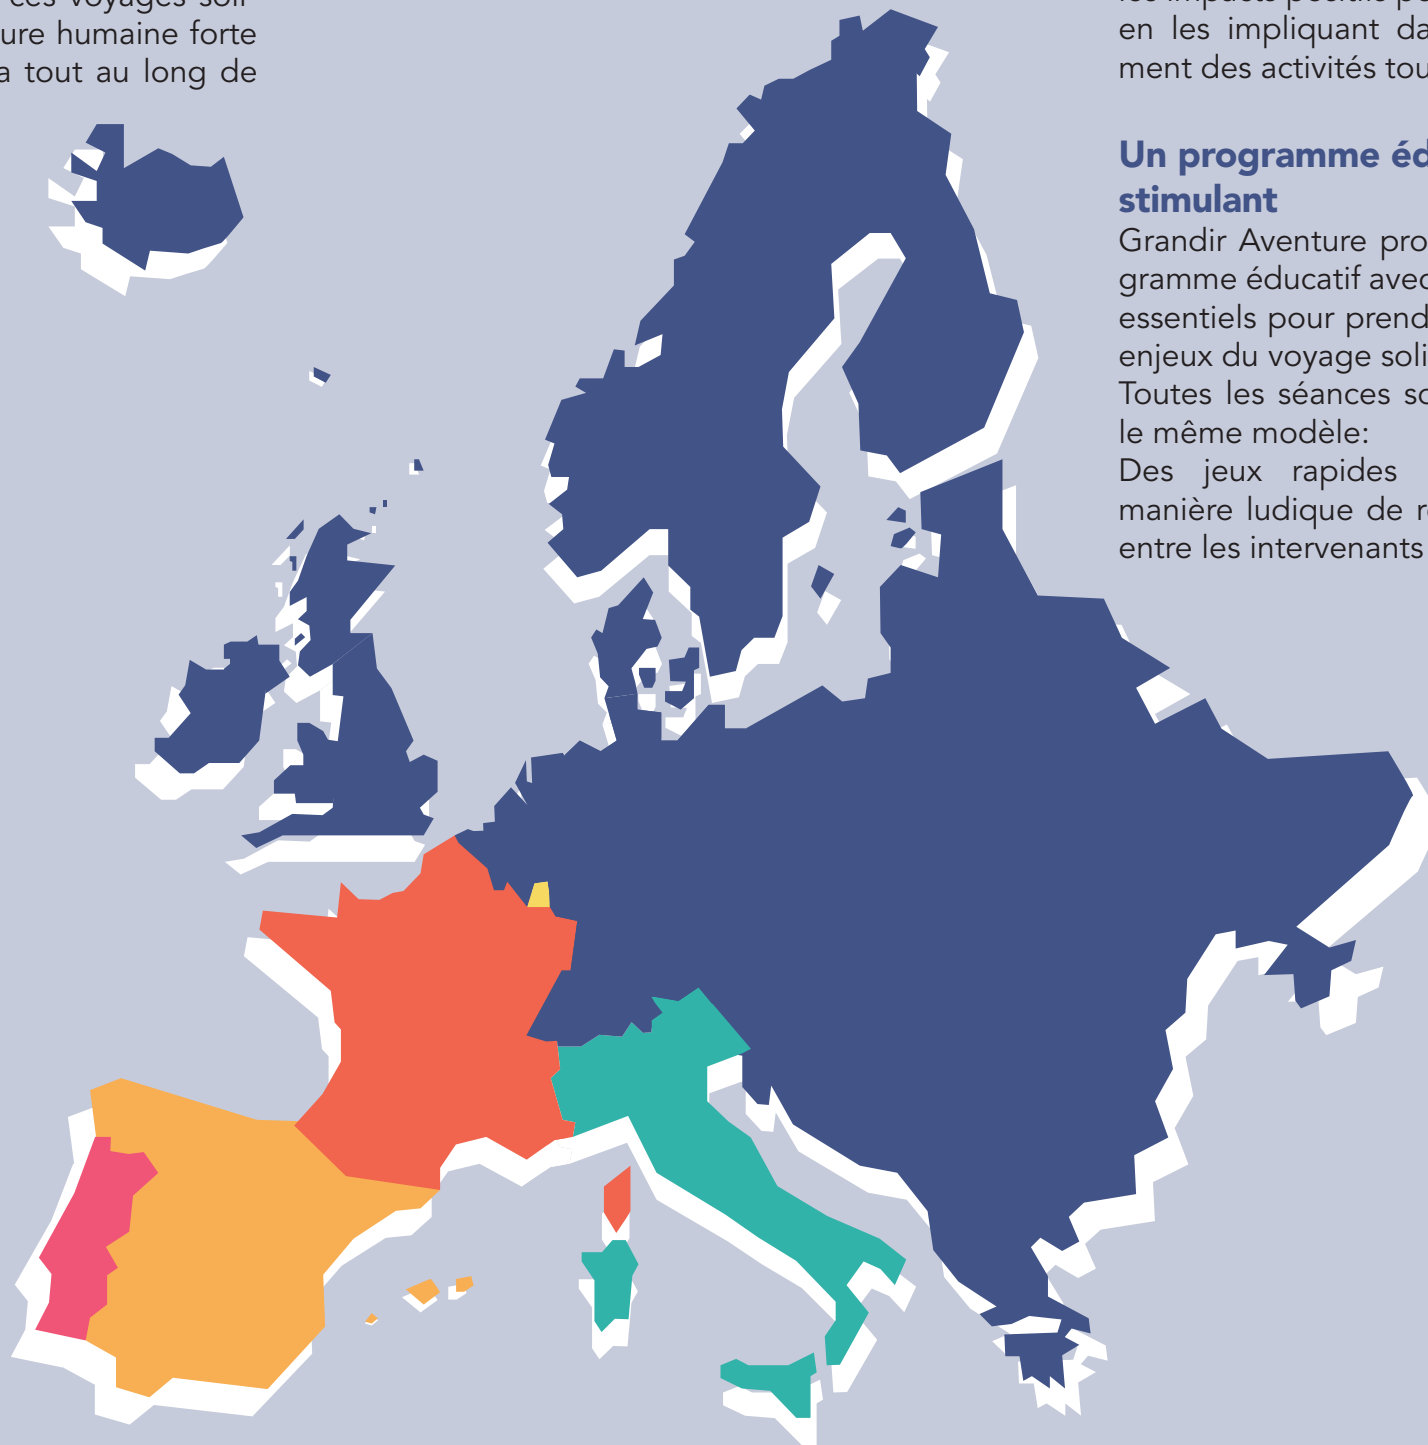 ure humaine forte
a tout au long de
en les impliquant da
ment des activités tou
Un programme éd
stimulant
Grandir Aventure pro
gramme éducatif avec
essentiels pour prend
enjeux du voyage soli
Toutes les séances so
le même modèle:
Des jeux rapides
manière ludique de r
entre les intervenants